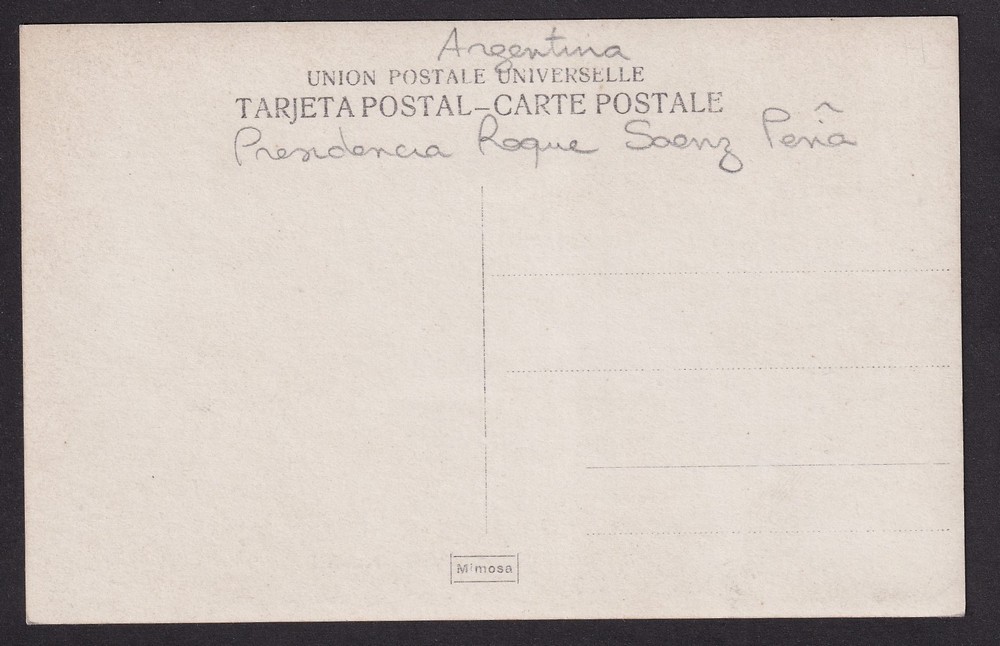 Argentina
UNION POSTALE UNIVERSELLE
TARJETA POSTAL–CARTE POSTALE
Presidencia Roque Saenz Peña
Mimosa